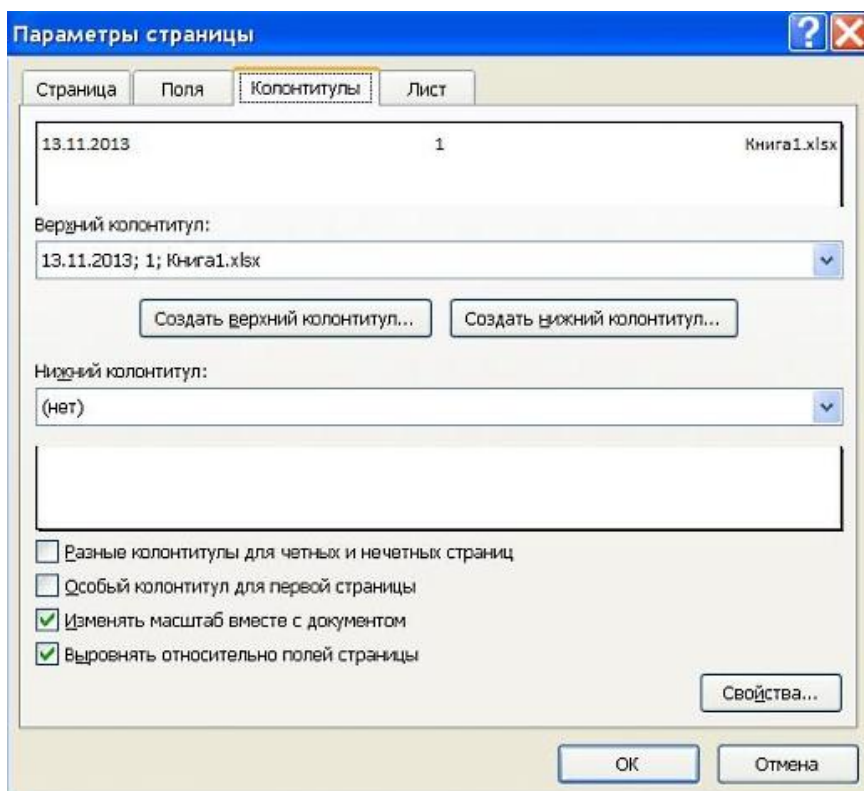 Параметры страницы
Страница Поля Колонтитулы Лист
13.11.2013 1 Книга1.xlsx
Верхний колонтитул:
13.11.2013; 1; Книга1.xlsx
Создать верхний колонтитул... Создать нижний колонтитул...
Нижний колонтитул:
(нет)
Разные колонтитулы для четных и нечетных страниц
Особый колонтитул для первой страницы
Изменять масштаб вместе с документом
Выровнять относительно полей страницы
Свойства...
ОК Отмена